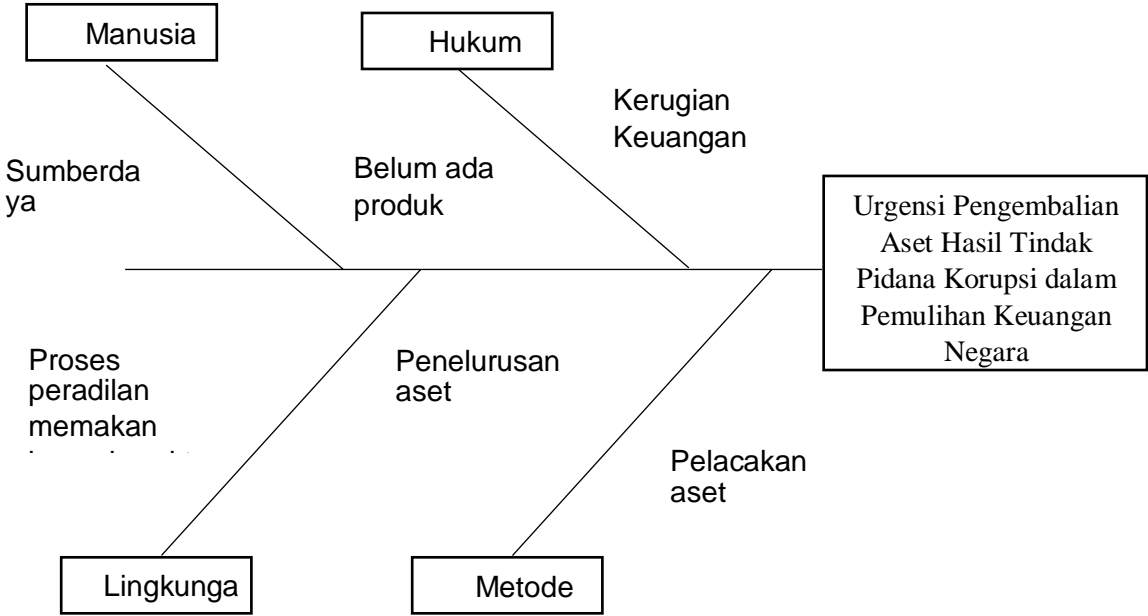 Manusia
Hukum
Kerugian
Keuangan
Sumberda
ya
Belum ada
produk
Urgensi Pengembalian
Aset Hasil Tindak
Pidana Korupsi dalam
Pemulihan Keuangan
Negara
Proses
peradilan
memakan
Penelurusan
aset
Pelacakan
aset
Lingkunga
Metode